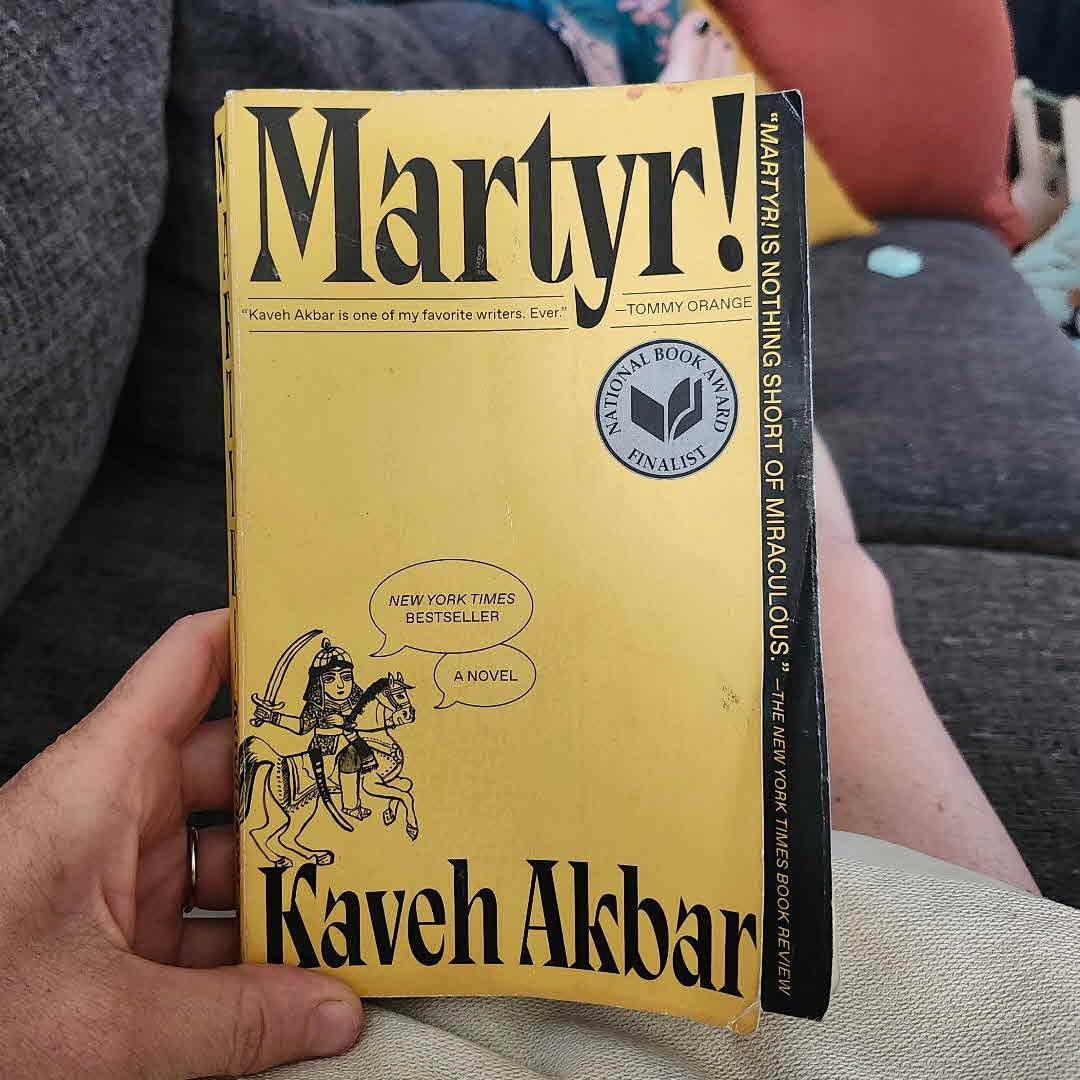 Martyr!
“Kaveh Akbar is one of my favorite writers. Ever.”
—TOMMY ORANGE
NATIONAL BOOK AWARD
FINALIST
NEW YORK TIMES
BESTSELLER
A NOVEL
Kaveh Akbar
“MARTYR! IS NOTHING SHORT OF MIRACULOUS.” —THE NEW YORK TIMES BOOK REVIEW